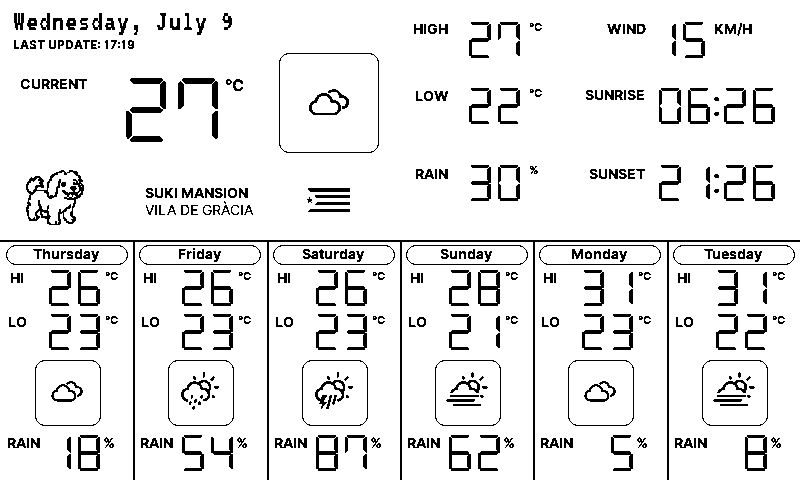 Wednesday, July 9
LAST UPDATE: 17:19
CURRENT 27 °C
SUKI MANSION
VILA DE GRÀCIA
HIGH 27 °C
LOW 22 °C
RAIN 30 %
WIND 15 KM/H
SUNRISE 06:26
SUNSET 21:26
Thursday
HI 26 °C
LO 23 °C
RAIN 18 %
Friday
HI 26 °C
LO 23 °C
RAIN 54 %
Saturday
HI 26 °C
LO 23 °C
RAIN 87 %
Sunday
HI 28 °C
LO 21 °C
RAIN 62 %
Monday
HI 31 °C
LO 23 °C
RAIN 5 %
Tuesday
HI 31 °C
LO 22 °C
RAIN 8 %